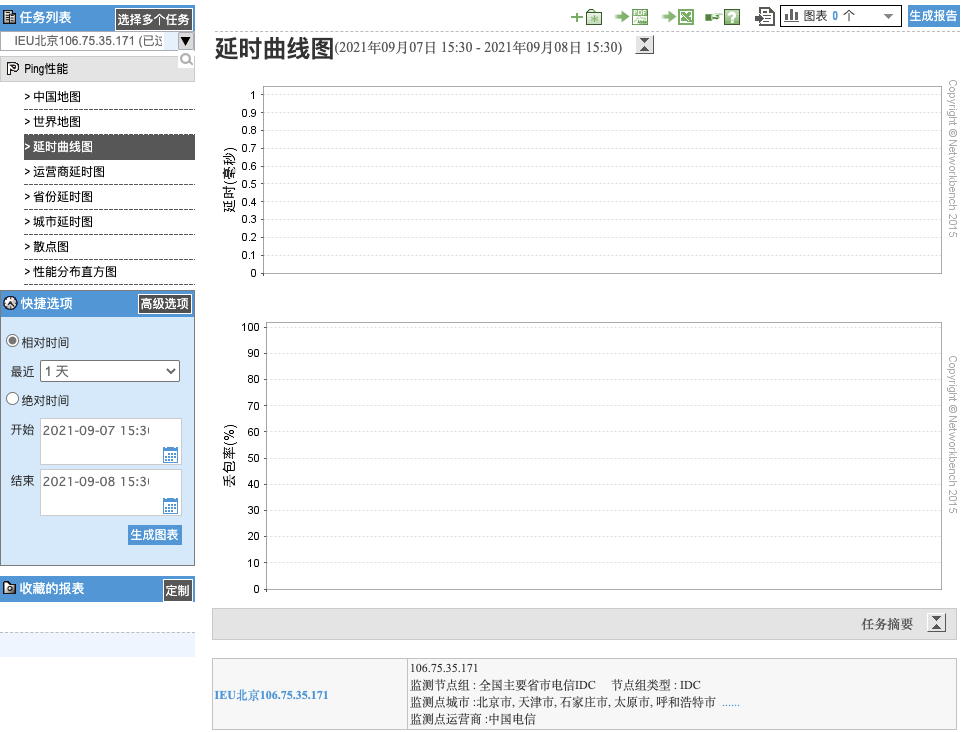 任务列表
选择多个任务
IEU北京106.75.35.171 (已过
Ping性能
> 中国地图
> 世界地图
> 延时曲线图
> 运营商延时图
> 省份延时图
> 城市延时图
> 散点图
> 性能分布直方图
快捷选项
高级选项
相对时间
最近 1 天
绝对时间
开始 2021-09-07 15:30
结束 2021-09-08 15:30
生成图表
收藏的报表
定制
图表 0 个
生成报告
延时曲线图(2021年09月07日 15:30 - 2021年09月08日 15:30)
延时(毫秒)
1
0.9
0.8
0.7
0.6
0.5
0.4
0.3
0.2
0.1
0
Copyright © Networkbench 2015
丢包率(%)
100
90
80
70
60
50
40
30
20
10
0
Copyright © Networkbench 2015
任务摘要
IEU北京106.75.35.171
106.75.35.171
监测节点组 : 全国主要省市电信IDC 节点组类型 : IDC
监测点城市 :北京市, 天津市, 石家庄市, 太原市, 呼和浩特市 ......
监测点运营商 :中国电信